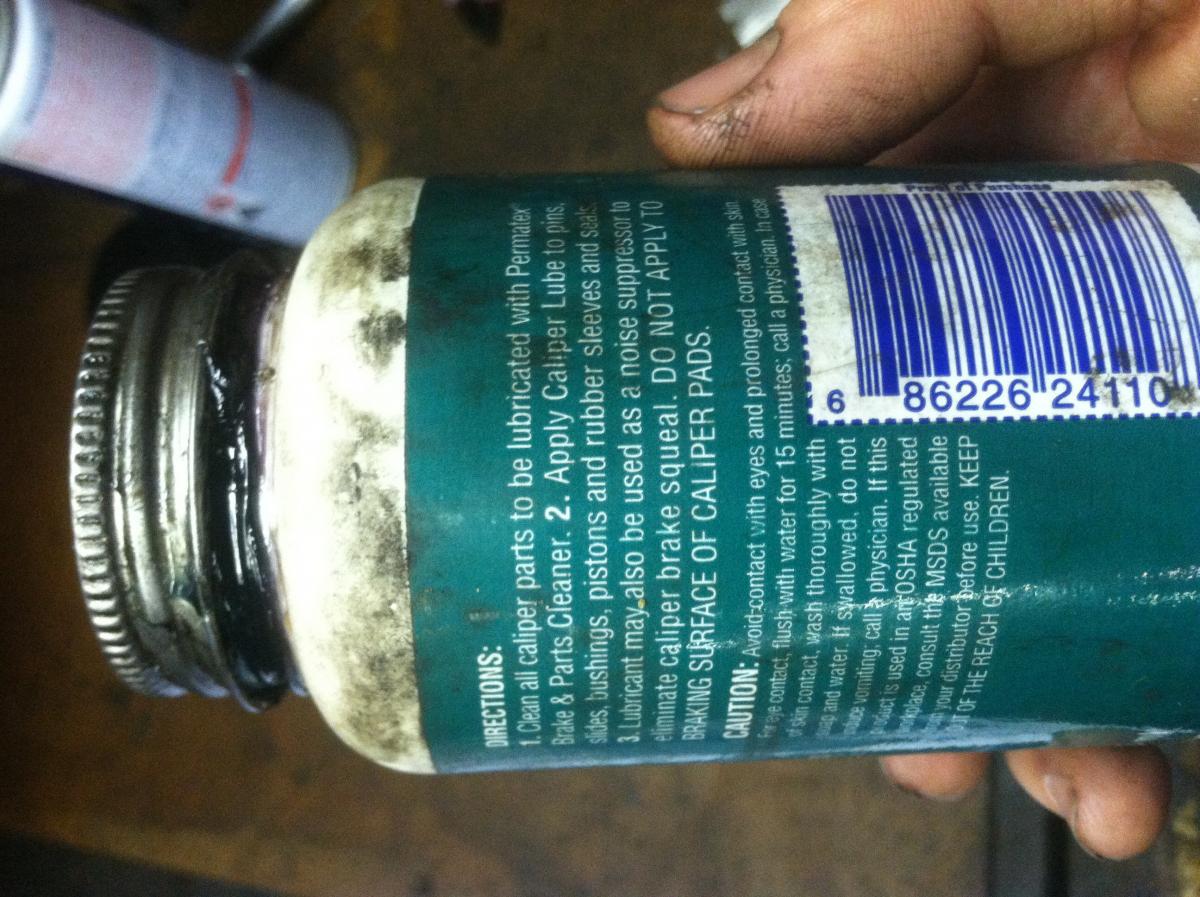 DIRECTIONS:
1. Clean all caliper parts to be lubricated with Permatex®
Brake & Parts Cleaner. 2. Apply Caliper Lube to pins,
slides, bushings, pistons and rubber sleeves and seals.
3. Lubricant may also be used as a noise suppressor to
eliminate caliper brake squeal. DO NOT APPLY TO
BRAKING SURFACE OF CALIPER PADS.
CAUTION: Avoid contact with eyes and prolonged contact with skin.
For eye contact, flush with water for 15 minutes; call a physician. In case
of skin contact, wash thoroughly with
and water. If swallowed, do not
vomiting; call a physician. If this
product is used in an OSHA regulated
consult the MSDS available
your distributor before use. KEEP
OUT OF THE REACH OF CHILDREN.
Proof of Purchase
6 86226 24110